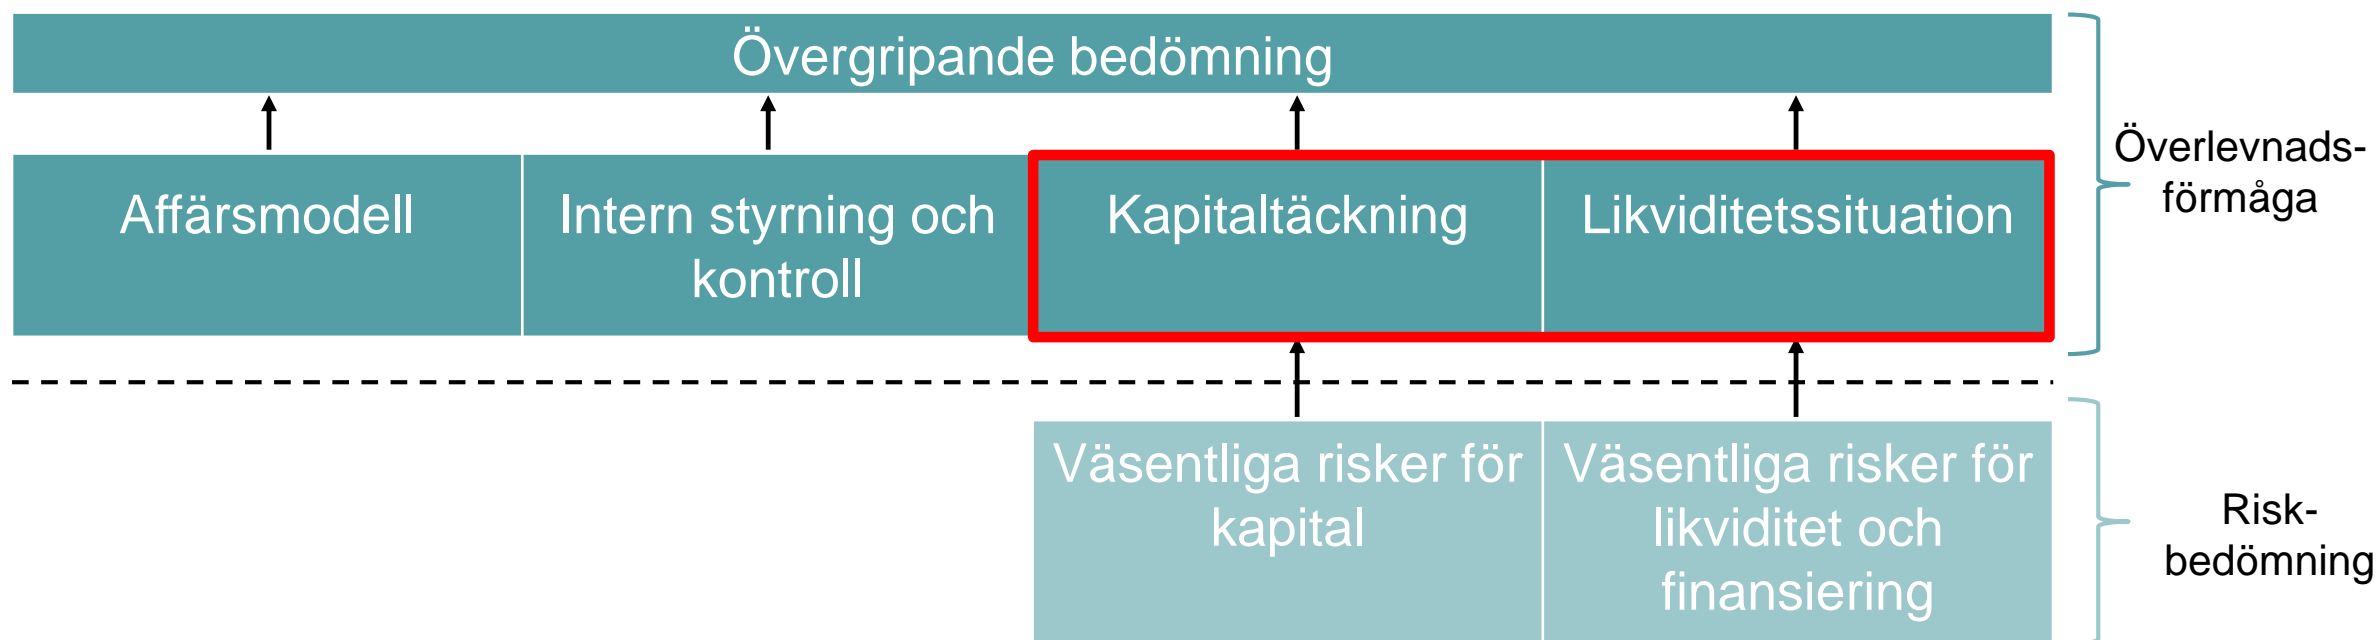 Övergripande bedömning
Affärsmodell
Intern styrning och
kontroll
Kapitaltäckning
Likviditetssituation
Överlevnads-
förmåga
Väsentliga risker för
kapital
Väsentliga risker för
likviditet och
finansiering
Risk-
bedömning